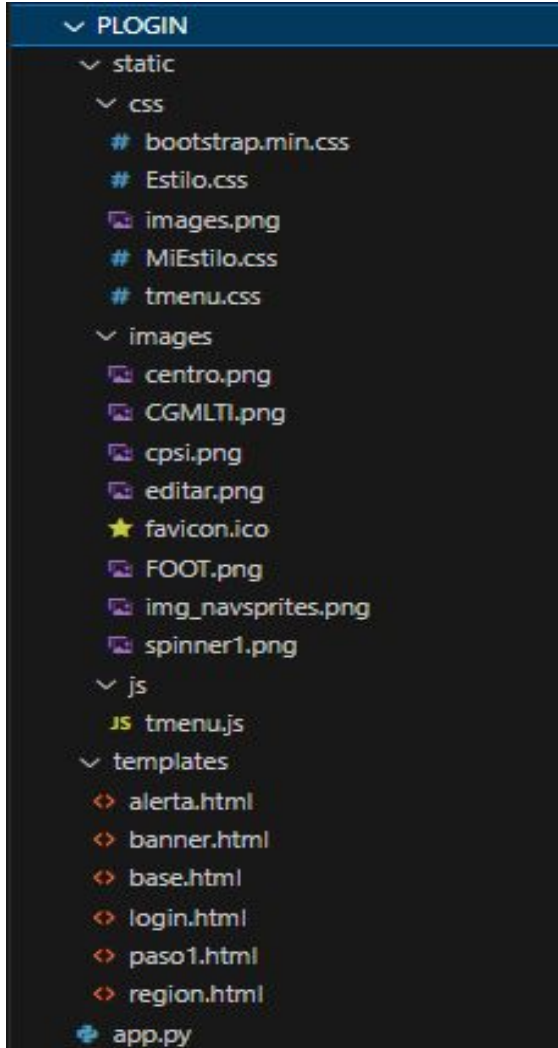 PLOGIN
static
css
# bootstrap.min.css
# Estilo.css
images.png
# MiEstilo.css
# tmenu.css
images
centro.png
CGMLTI.png
cpsi.png
editar.png
favicon.ico
FOOT.png
img_navsprites.png
spinner1.png
js
JS tmenu.js
templates
<> alerta.html
<> banner.html
<> base.html
<> login.html
<> paso1.html
<> region.html
app.py